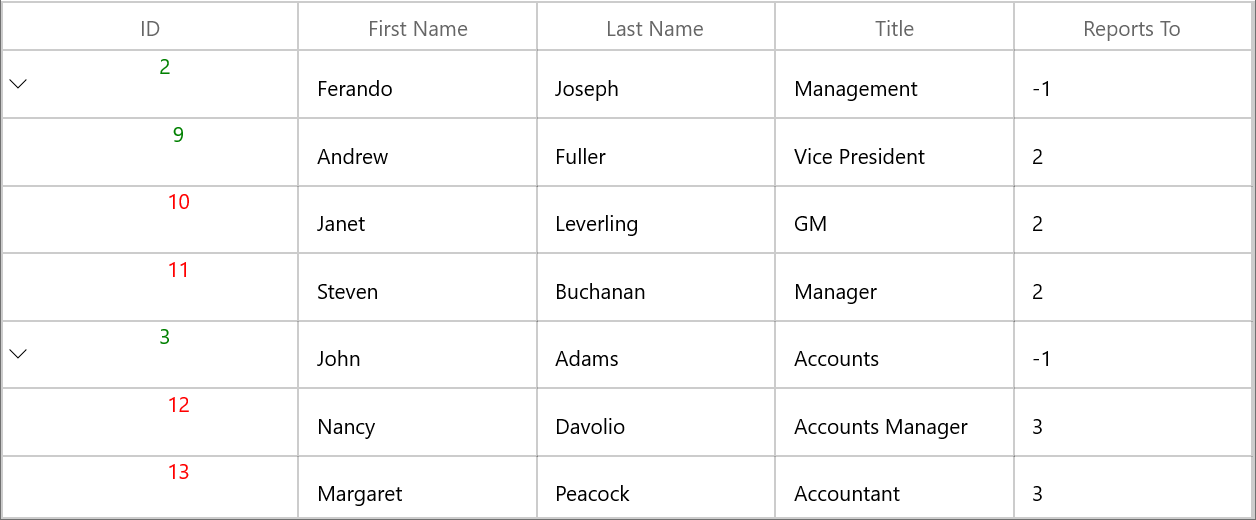 ID First Name Last Name Title Reports To
2 Ferando Joseph Management -1
9 Andrew Fuller Vice President 2
10 Janet Leverling GM 2
11 Steven Buchanan Manager 2
3 John Adams Accounts -1
12 Nancy Davolio Accounts Manager 3
13 Margaret Peacock Accountant 3